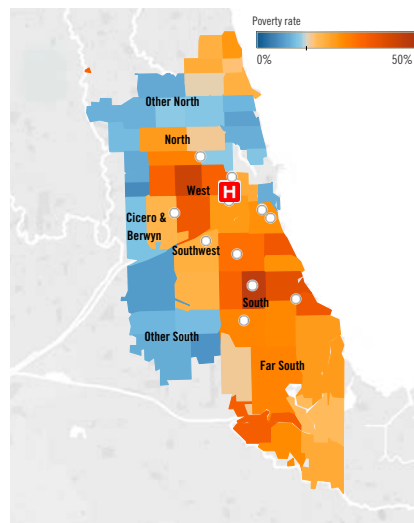 Poverty rate
0% 50%
Other North
North
West
H
Cicero &
Berwyn
Southwest
South
Other South
Far South